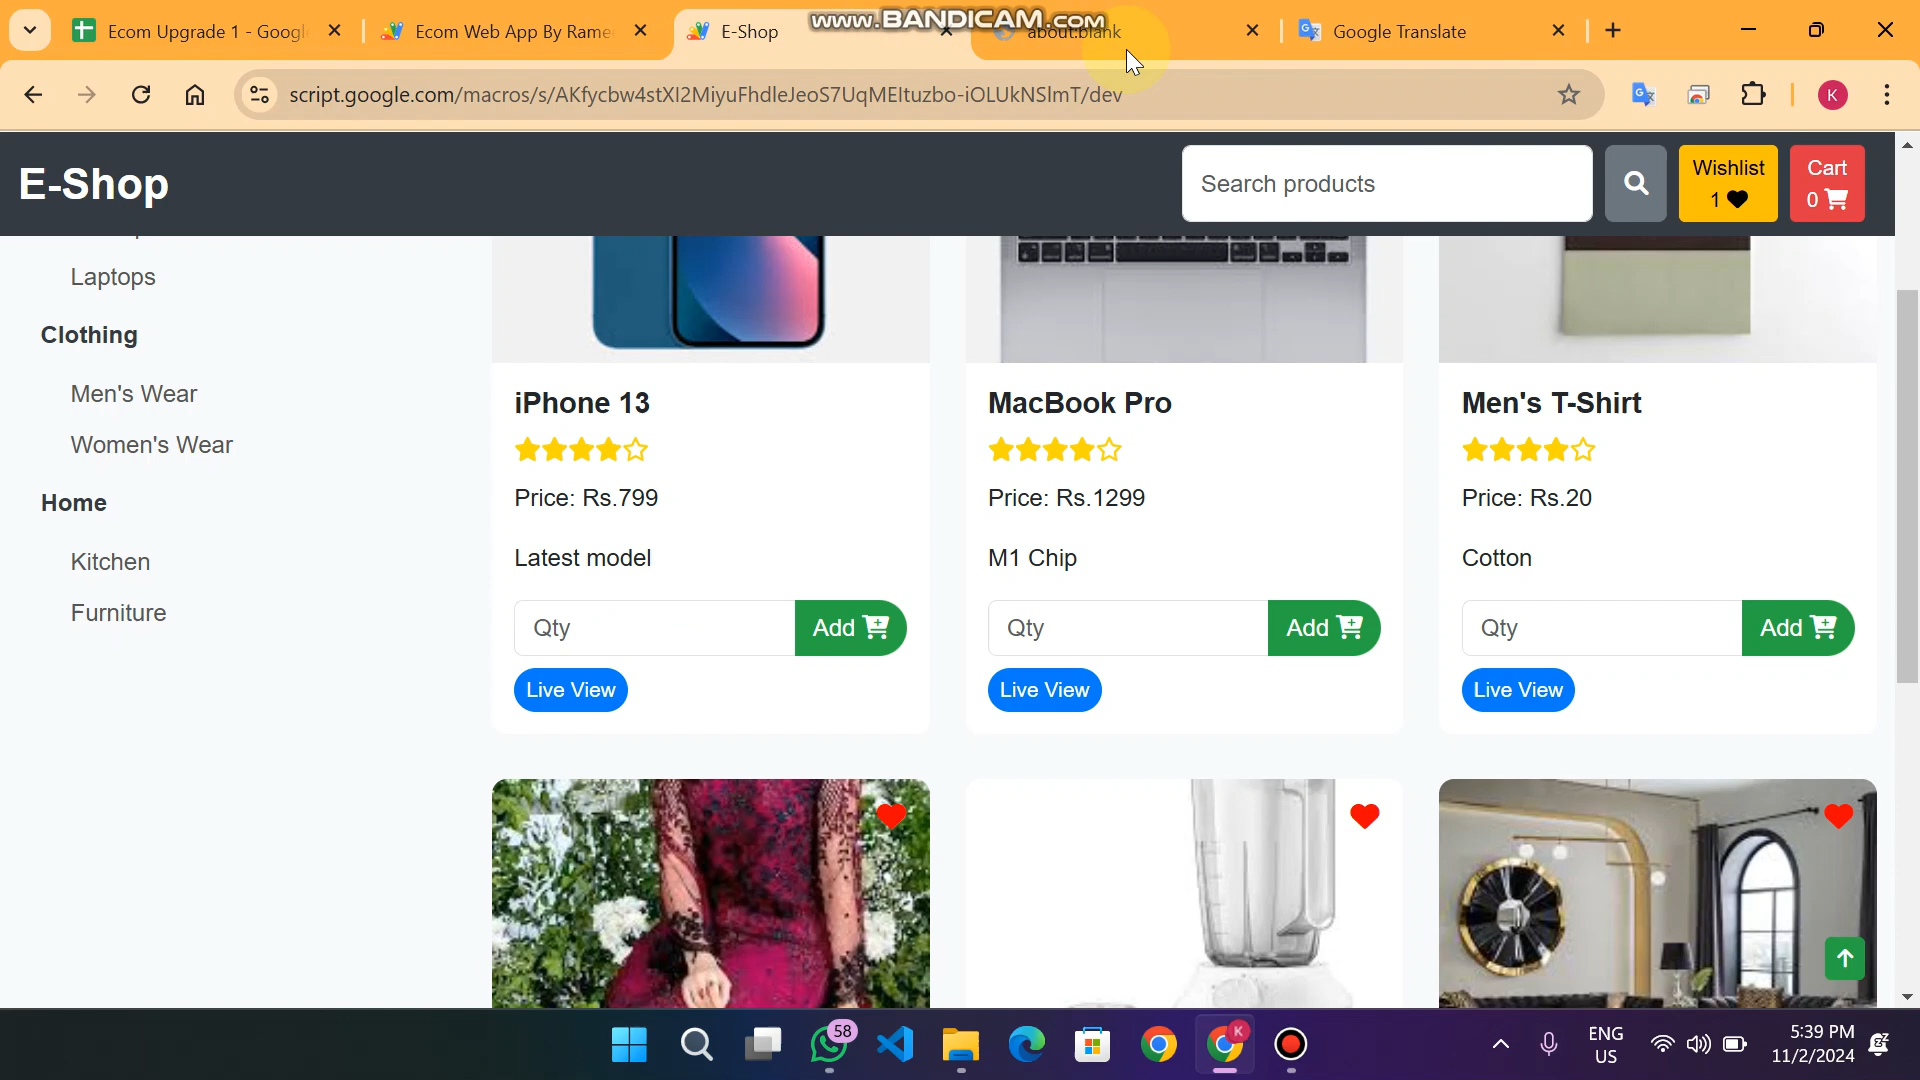 Ecom Upgrade 1 - Googl
Ecom Web App By Rame
E-Shop
www.BANDICAM.com
about:blank
Google Translate
script.google.com/macros/s/AKfycbw4stXI2MiyuFhdleJeoS7UqMEItuzbo-iOLUkNSlmT/dev
K
E-Shop
Search products
Wishlist
1
Cart
0
Laptops
Clothing
Men's Wear
Women's Wear
Home
Kitchen
Furniture
iPhone 13
Price: Rs.799
Latest model
Qty
Add
Live View
MacBook Pro
Price: Rs.1299
M1 Chip
Qty
Add
Live View
Men's T-Shirt
Price: Rs.20
Cotton
Qty
Add
Live View
58
K
ENG
US
5:39 PM
11/2/2024